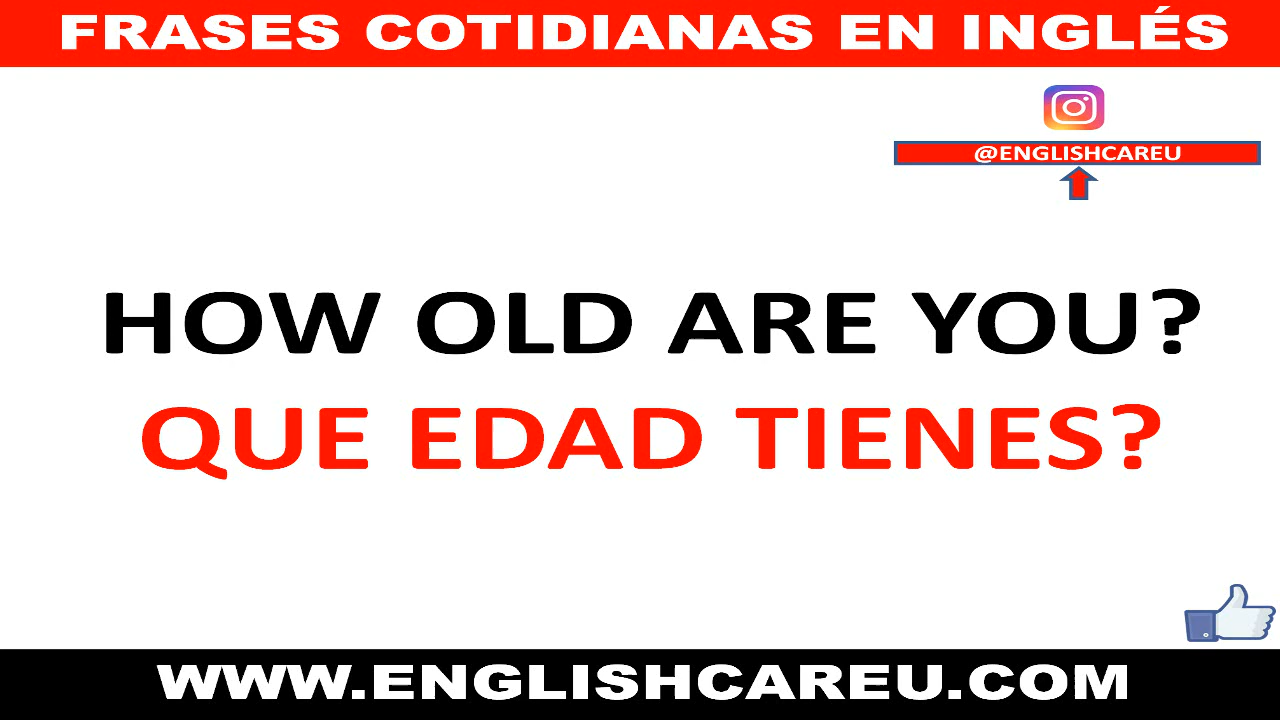 FRASES COTIDIANAS EN INGLÉS
@ENGLISHCAREU
HOW OLD ARE YOU?
QUE EDAD TIENES?
WWW.ENGLISHCAREU.COM